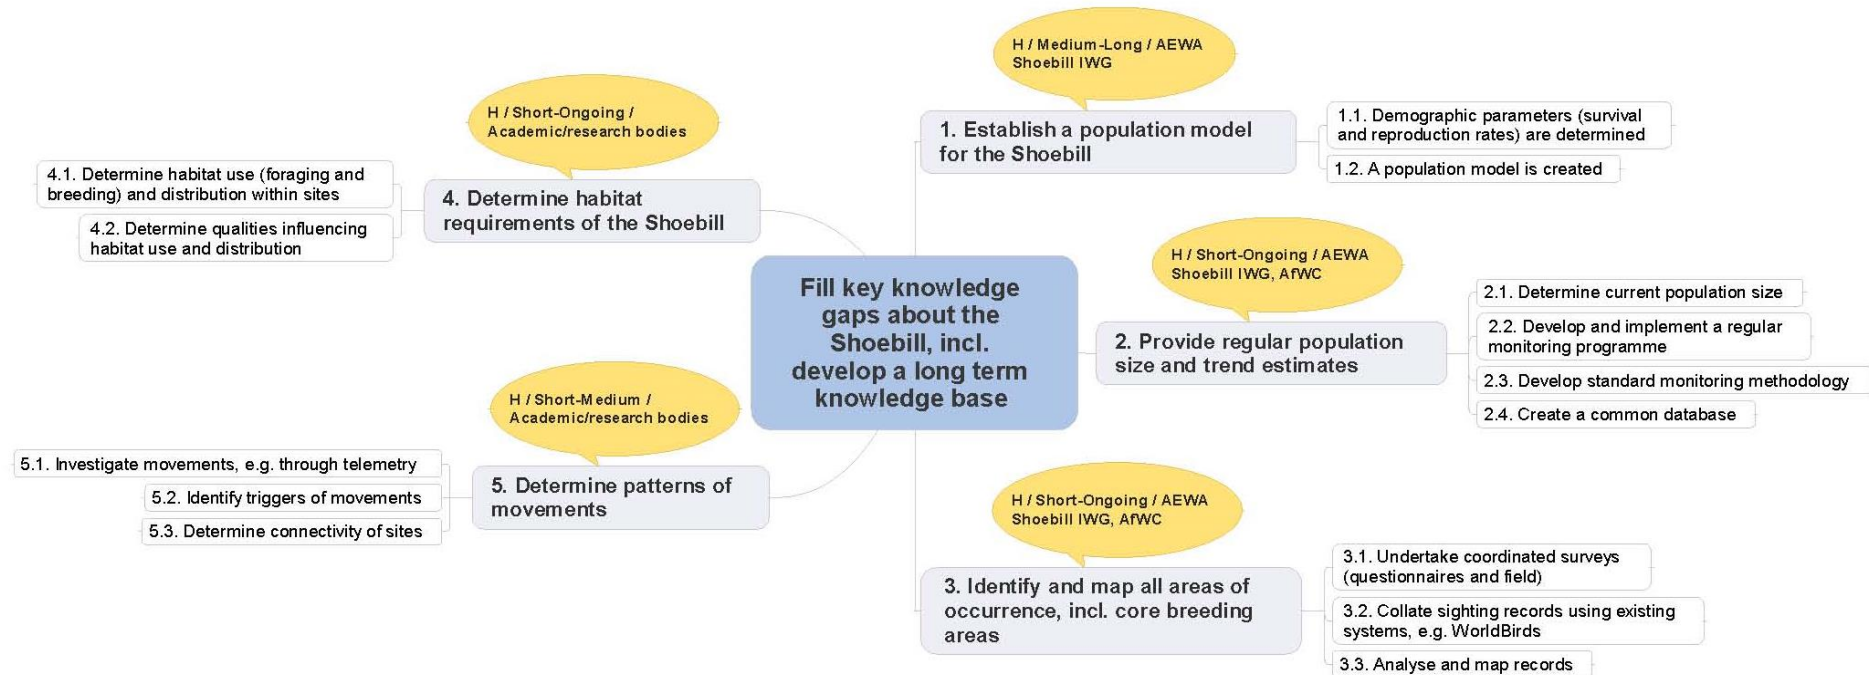 Fill key knowledge
gaps about the
Shoebill, incl.
develop a long term
knowledge base
H / Medium-Long / AEWA
Shoebill IWG
1. Establish a population model
for the Shoebill
1.1. Demographic parameters (survival
and reproduction rates) are determined
1.2. A population model is created
H / Short-Ongoing / AEWA
Shoebill IWG, AfWC
2. Provide regular population
size and trend estimates
2.1. Determine current population size
2.2. Develop and implement a regular
monitoring programme
2.3. Develop standard monitoring methodology
2.4. Create a common database
H / Short-Ongoing / AEWA
Shoebill IWG, AfWC
3. Identify and map all areas of
occurrence, incl. core breeding
areas
3.1. Undertake coordinated surveys
(questionnaires and field)
3.2. Collate sighting records using existing
systems, e.g. WorldBirds
3.3. Analyse and map records
H / Short-Ongoing /
Academic/research bodies
4. Determine habitat
requirements of the Shoebill
4.1. Determine habitat use (foraging and
breeding) and distribution within sites
4.2. Determine qualities influencing
habitat use and distribution
H / Short-Medium /
Academic/research bodies
5. Determine patterns of
movements
5.1. Investigate movements, e.g. through telemetry
5.2. Identify triggers of movements
5.3. Determine connectivity of sites